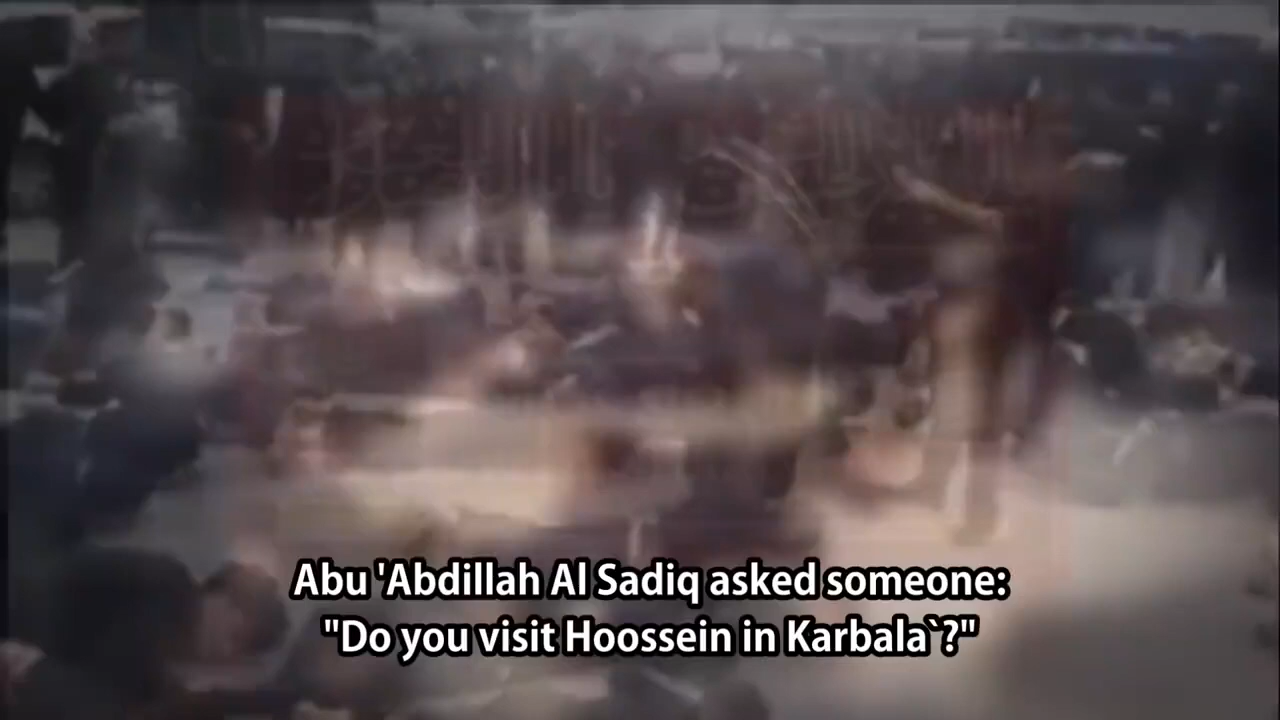 Abu 'Abdillah Al Sadiq asked someone:
"Do you visit Hoossein in Karbala`?"